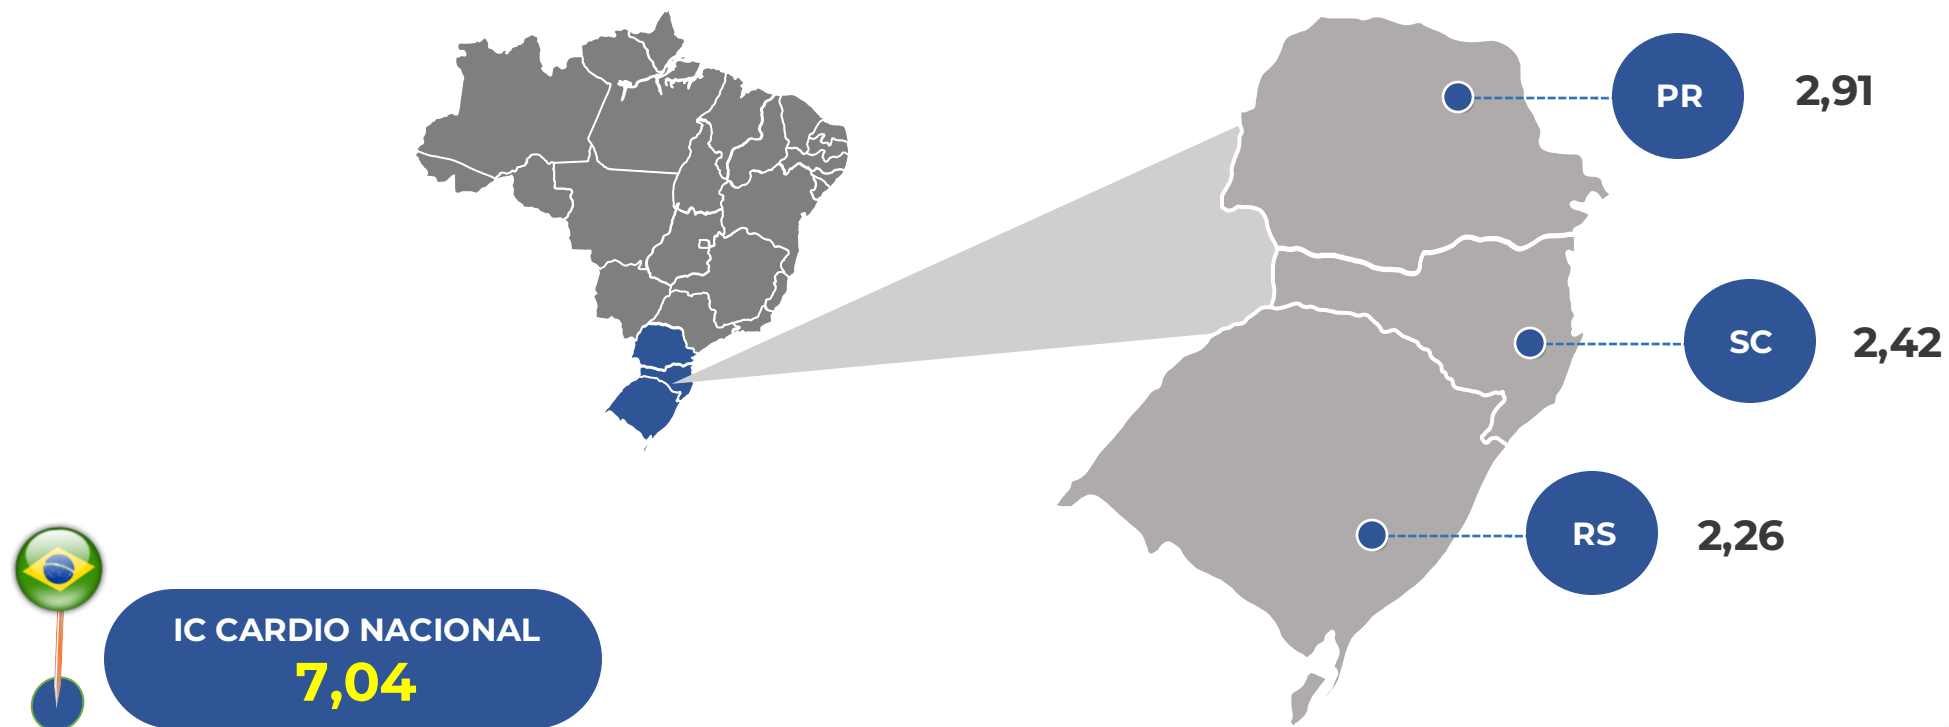 PR 2,91
SC 2,42
RS 2,26
IC CARDIO NACIONAL
7,04